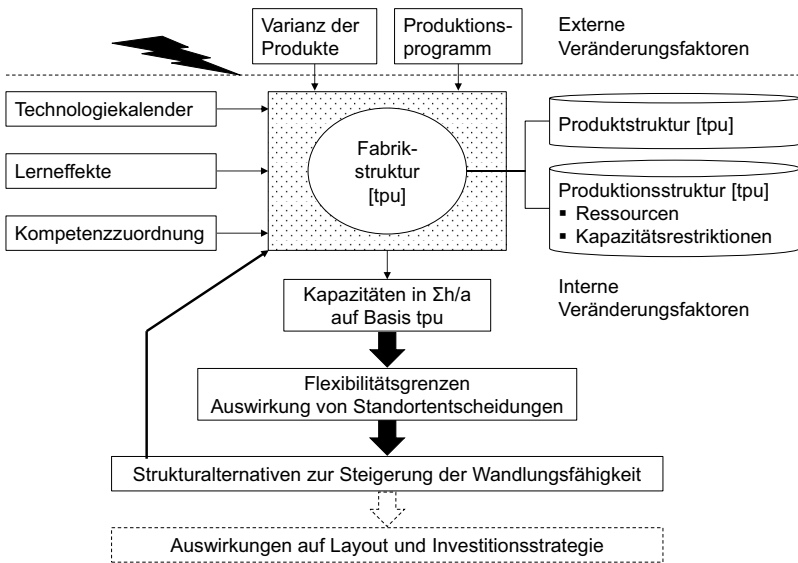 Varianz der
Produkte
Produktions-
programm
Externe
Veränderungsfaktoren
Technologiekalender
Lerneffekte
Kompetenzzuordnung
Fabrik-
struktur
[tpu]
Produktstruktur [tpu]
Produktionsstruktur [tpu]
▪ Ressourcen
▪ Kapazitätsrestriktionen
Interne
Veränderungsfaktoren
Kapazitäten in Σh/a
auf Basis tpu
Flexibilitätsgrenzen
Auswirkung von Standortentscheidungen
Strukturalternativen zur Steigerung der Wandlungsfähigkeit
Auswirkungen auf Layout und Investitionsstrategie